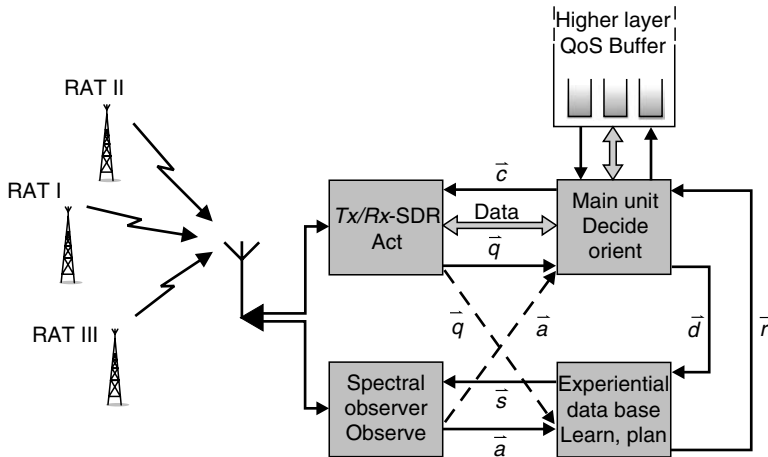 Higher layer
QoS Buffer
RAT II
RAT I
RAT III
Tx/Rx-SDR
Act
c⃗
Data
q⃗
Main unit
Decide
orient
q⃗
a⃗
d⃗
r⃗
Spectral
observer
Observe
s⃗
a⃗
Experiential
data base
Learn, plan